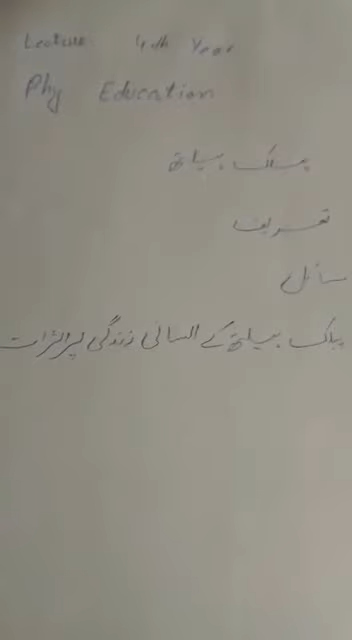 Lecture 4th Year
Phy Education
پبلک ہیلتھ
تعریف
مسائل
پبلک ہیلتھ کے انسانی زندگی پر اثرات